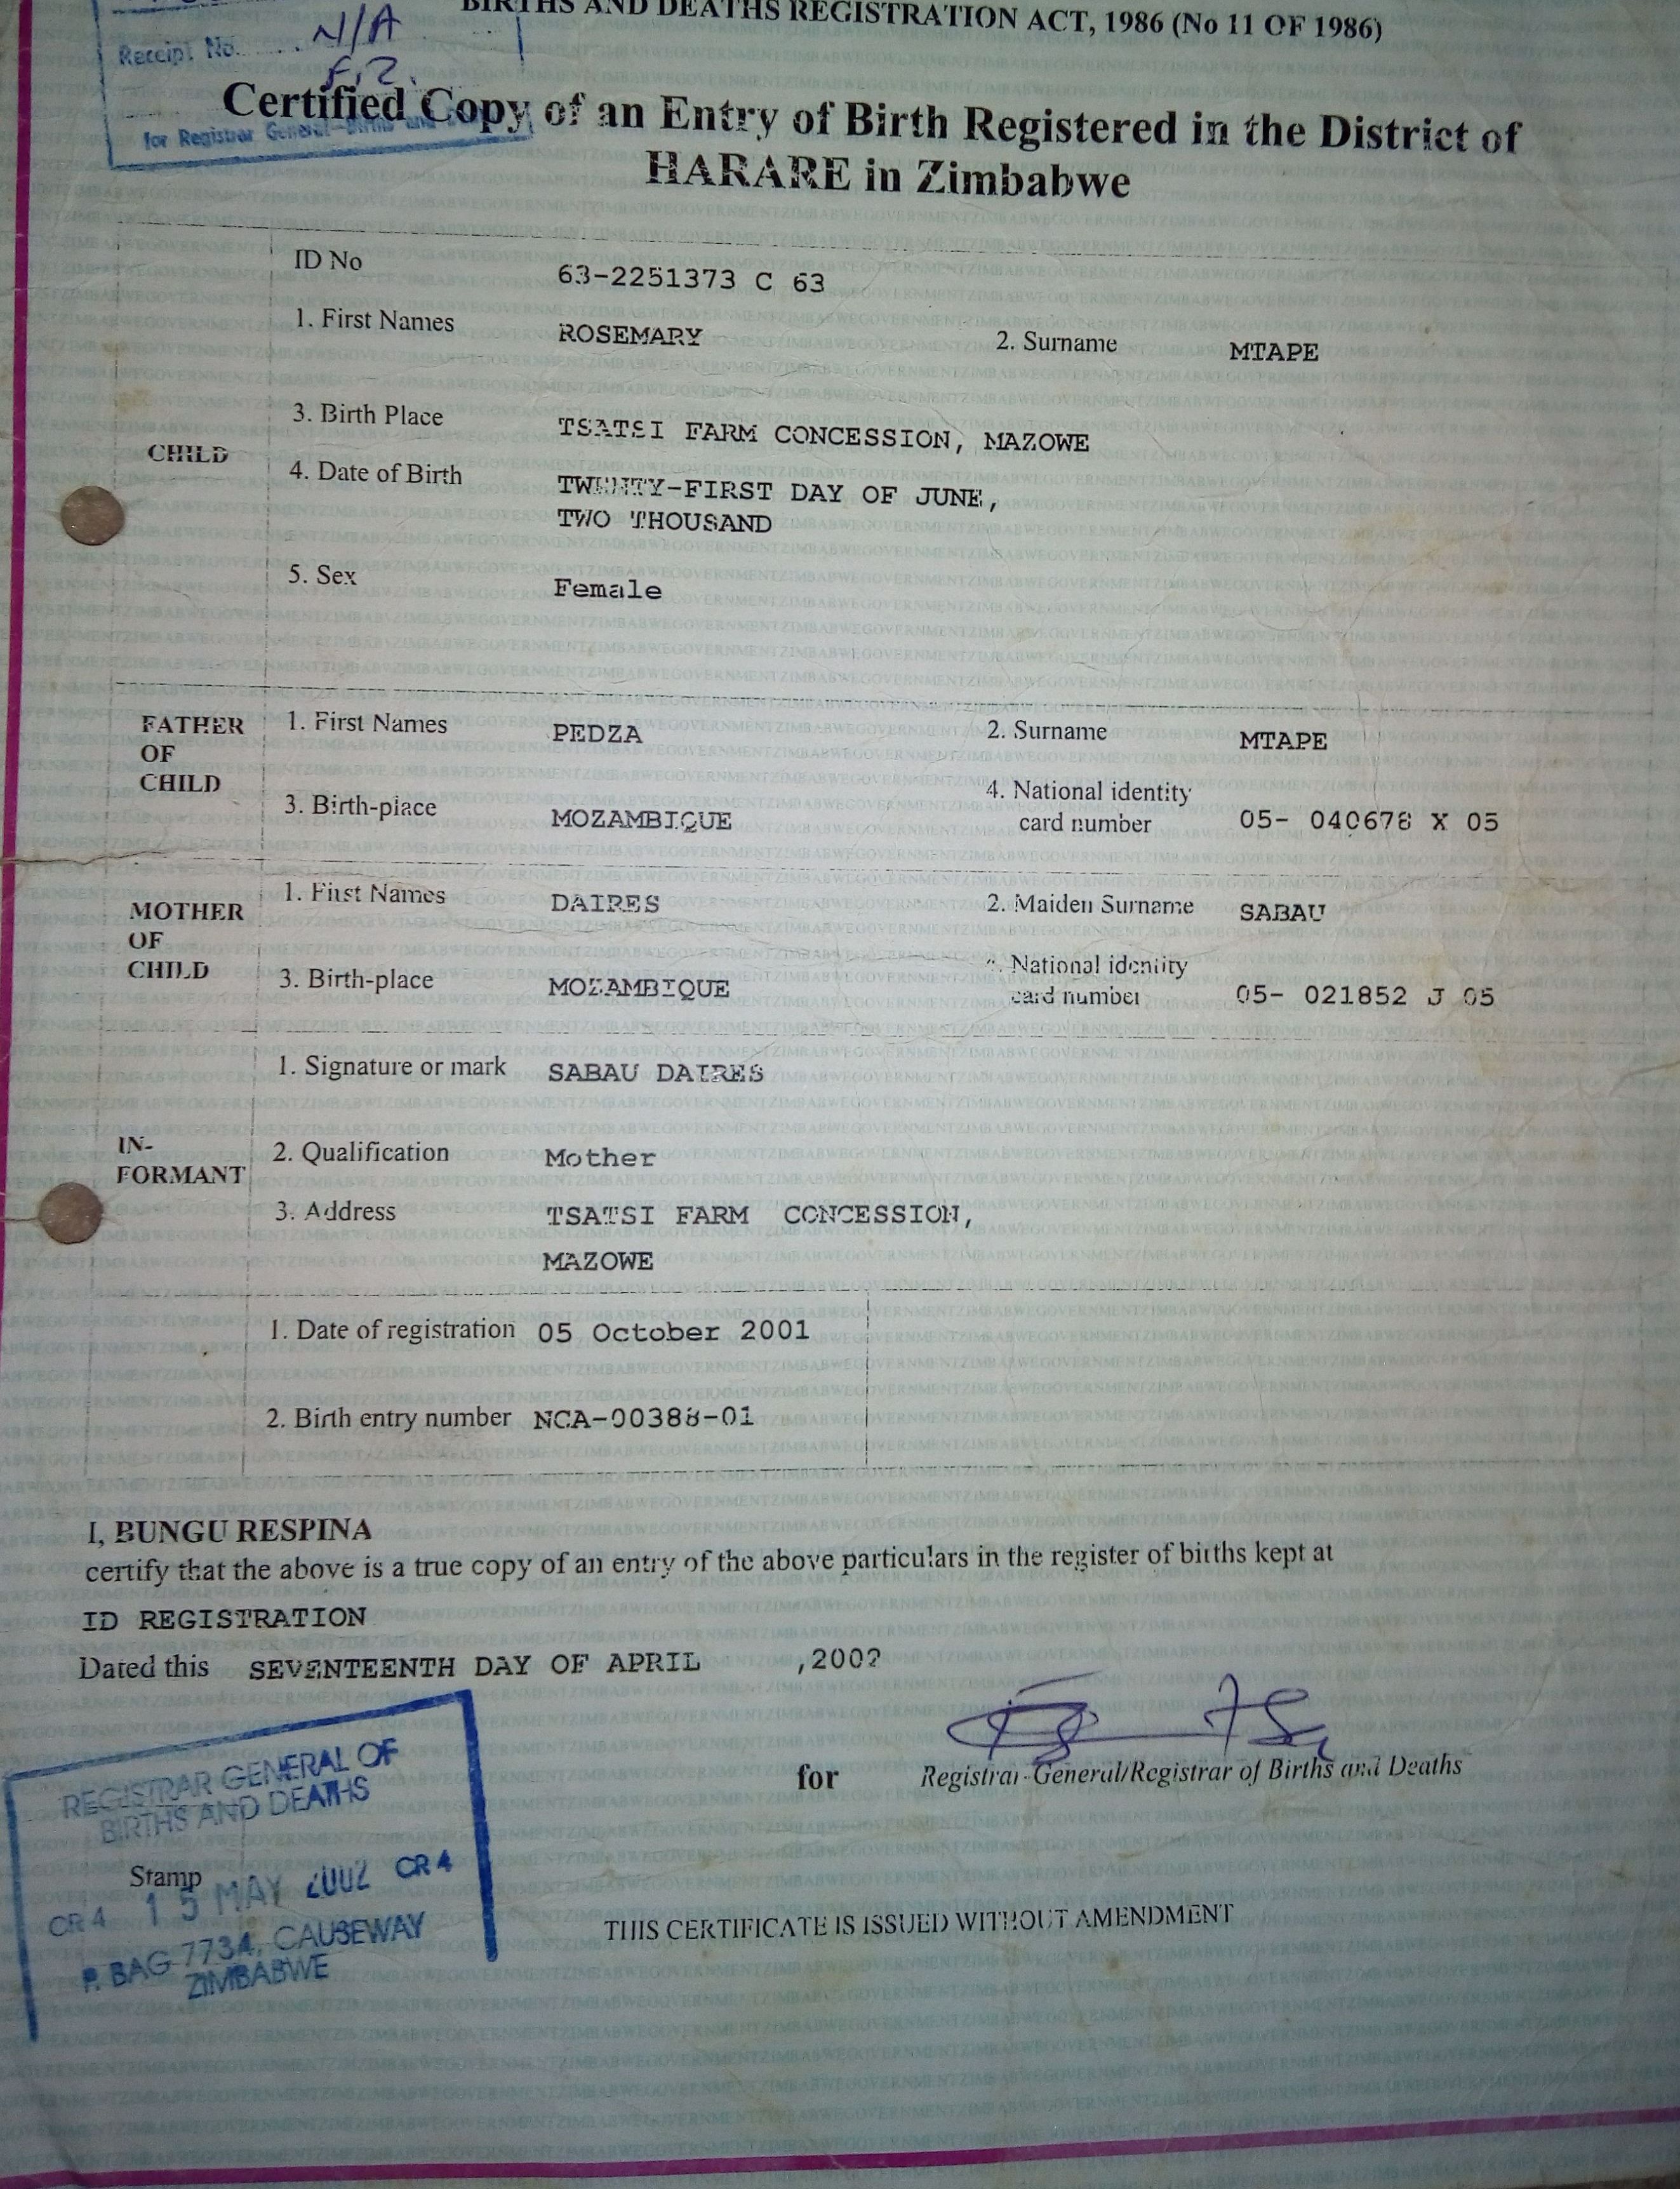 BIRTHS AND DEATHS REGISTRATION ACT, 1986 (No 11 OF 1986)
Receipt No. N/A
for Registrar General Births and
Certified Copy of an Entry of Birth Registered in the District of
HARARE in Zimbabwe
ID No 63-2251373 C 63
1. First Names ROSEMARY 2. Surname MTAPE
3. Birth Place TSATSI FARM CONCESSION, MAZOWE
CHILD
4. Date of Birth TWENTY-FIRST DAY OF JUNE,
TWO THOUSAND
5. Sex Female
FATHER OF CHILD
1. First Names PEDZA 2. Surname MTAPE
3. Birth-place MOZAMBIQUE 4. National identity card number 05- 040678 X 05
MOTHER OF CHILD
1. First Names DAIRES 2. Maiden Surname SABAU
3. Birth-place MOZAMBIQUE National identity card number 05- 021852 J 05
1. Signature or mark SABAU DAIRES
IN-
FORMANT
2. Qualification Mother
3. Address TSATSI FARM CONCESSION,
MAZOWE
1. Date of registration 05 October 2001
2. Birth entry number NCA-00388-01
I, BUNGU RESPINA
certify that the above is a true copy of an entry of the above particulars in the register of births kept at
ID REGISTRATION
Dated this SEVENTEENTH DAY OF APRIL ,2002
for Registrar-General/Registrar of Births and Deaths
REGISTRAR GENERAL OF
BIRTHS AND DEATHS
Stamp
CR 4 15 MAY 2002 CR 4
P. BAG 7734, CAUSEWAY
ZIMBABWE
THIS CERTIFICATE IS ISSUED WITHOUT AMENDMENT